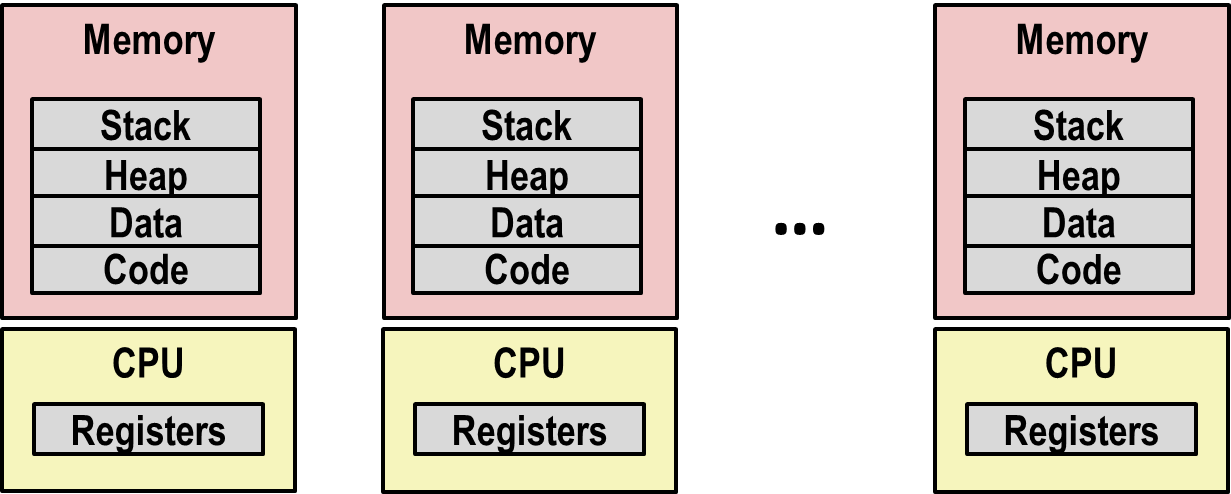 Memory
Stack
Heap
Data
Code
CPU
Registers
Memory
Stack
Heap
Data
Code
CPU
Registers
...
Memory
Stack
Heap
Data
Code
CPU
Registers